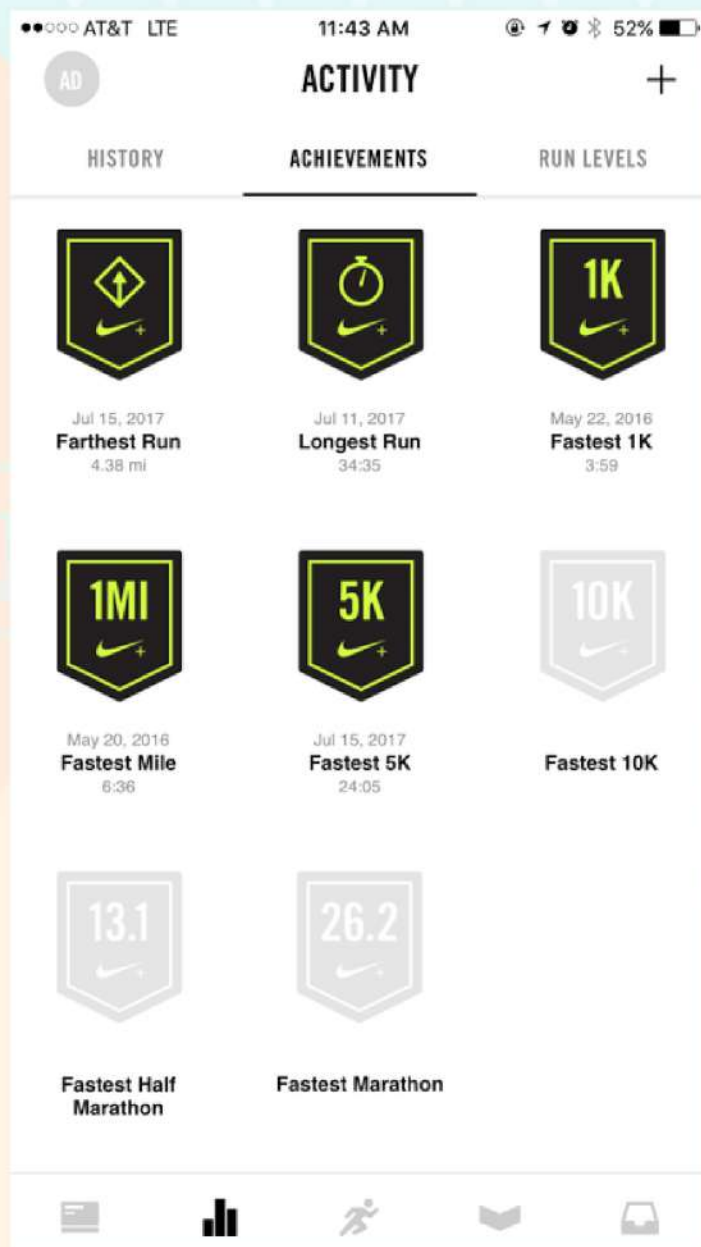 AT&T LTE 11:43 AM 52%
AD ACTIVITY +
HISTORY ACHIEVEMENTS RUN LEVELS
1K
+ + +
Jul 15, 2017 Jul 11, 2017 May 22, 2016
Farthest Run Longest Run Fastest 1K
4.38 mi 34:35 3:59
1MI 5K 10K
+ + +
May 20, 2016 Jul 15, 2017
Fastest Mile Fastest 5K Fastest 10K
6:36 24:05
13.1 26.2
+ +
Fastest Half Fastest Marathon
Marathon